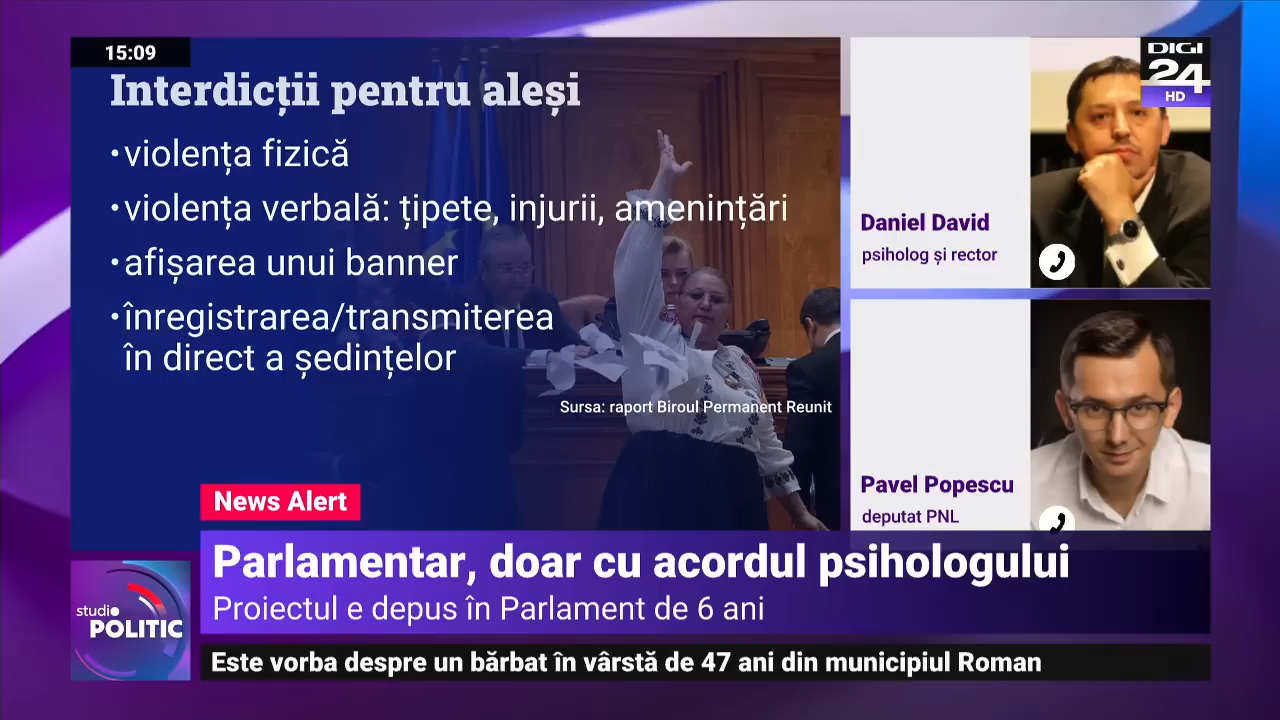 15:09
Interdicții pentru aleși
•violența fizică
•violența verbală: țipete, injurii, amenințări
•afișarea unui banner
•înregistrarea/transmiterea
în direct a ședințelor
Sursa: raport Biroul Permanent Reunit
DIGI
24
HD
Daniel David
psiholog și rector
Pavel Popescu
deputat PNL
News Alert
Parlamentar, doar cu acordul psihologului
Proiectul e depus în Parlament de 6 ani
studio
POLITIC
Este vorba despre un bărbat în vârstă de 47 ani din municipiul Roman